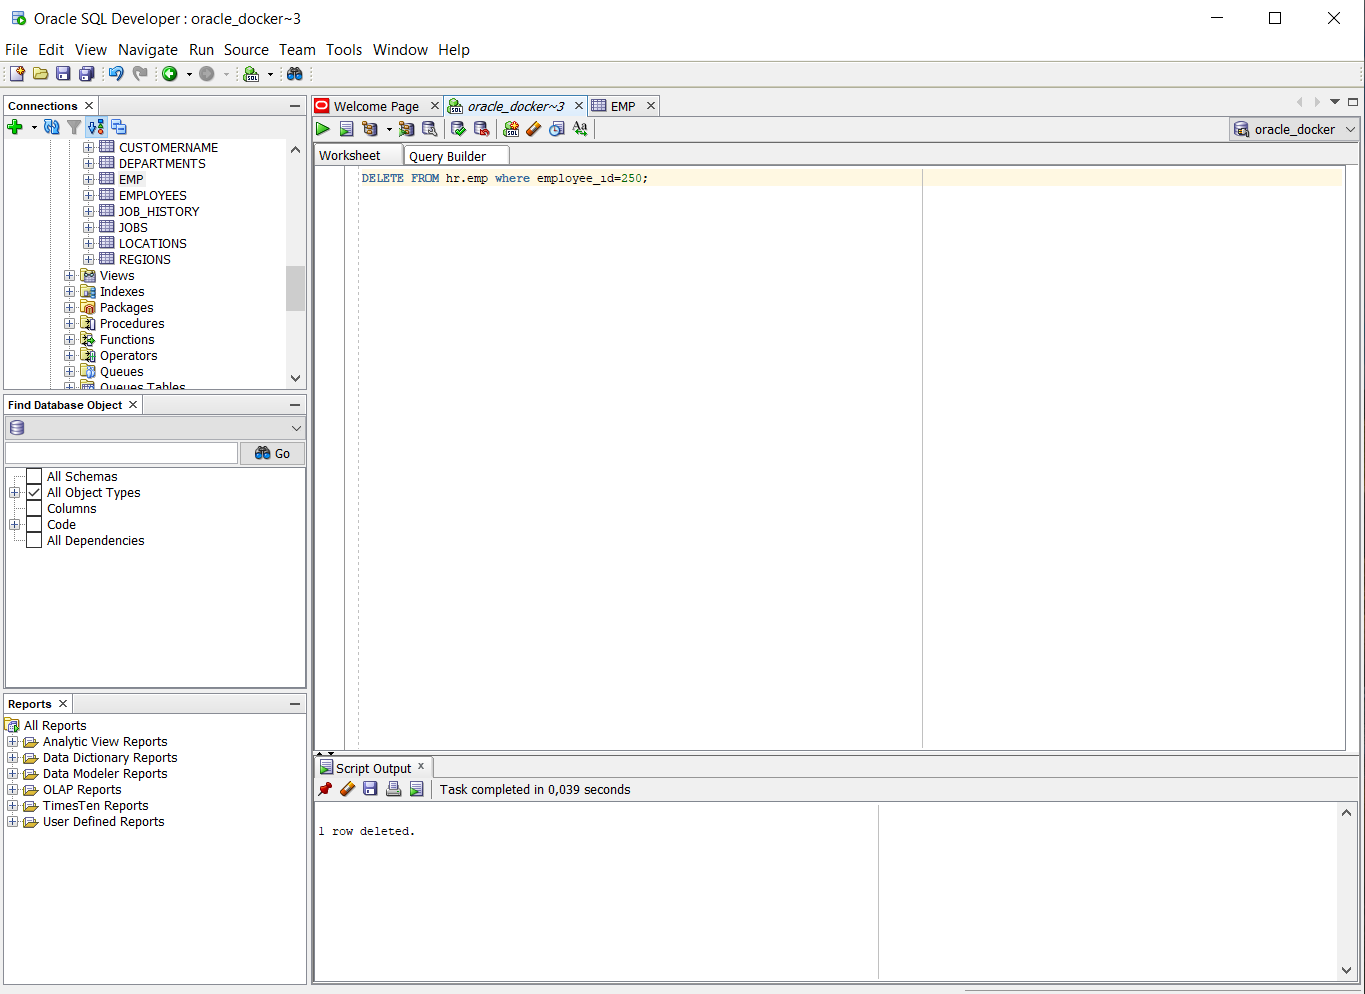 Oracle SQL Developer : oracle_docker~3
File Edit View Navigate Run Source Team Tools Window Help
Connections
CUSTOMERNAME
DEPARTMENTS
EMP
EMPLOYEES
JOB_HISTORY
JOBS
LOCATIONS
REGIONS
Views
Indexes
Packages
Procedures
Functions
Operators
Queues
Queues Tables
Find Database Object
Go
All Schemas
All Object Types
Columns
Code
All Dependencies
Reports
All Reports
Analytic View Reports
Data Dictionary Reports
Data Modeler Reports
OLAP Reports
TimesTen Reports
User Defined Reports
Welcome Page oracle_docker~3 EMP
oracle_docker
Worksheet Query Builder
DELETE FROM hr.emp where employee_id=250;
Script Output
Task completed in 0,039 seconds
1 row deleted.